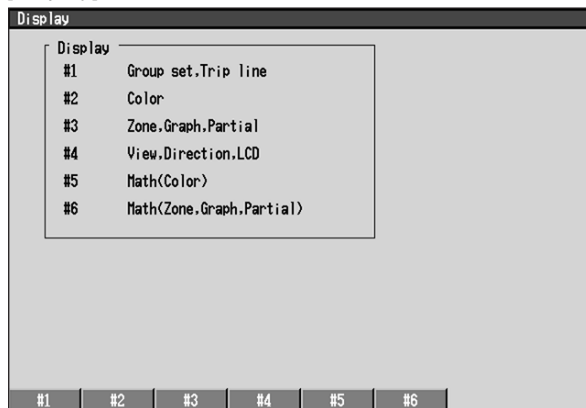 Display
Display
#1 Group set,Trip line
#2 Color
#3 Zone,Graph,Partial
#4 View,Direction,LCD
#5 Math(Color)
#6 Math(Zone,Graph,Partial)
#1 #2 #3 #4 #5 #6